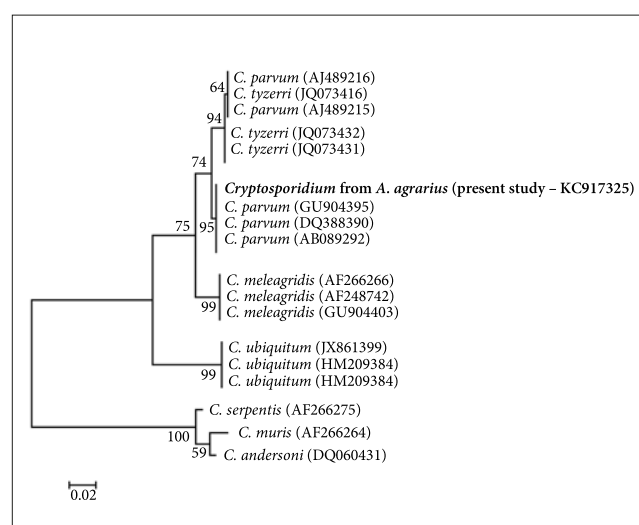 64
C. parvum (AJ489216)
C. tyzerri (JQ073416)
C. parvum (AJ489215)
94
C. tyzerri (JQ073432)
C. tyzerri (JQ073431)
74
Cryptosporidium from A. agrarius (present study – KC917325)
C. parvum (GU904395)
C. parvum (DQ388390)
C. parvum (AB089292)
95
75
C. meleagridis (AF266266)
C. meleagridis (AF248742)
C. meleagridis (GU904403)
99
C. ubiquitum (JX861399)
C. ubiquitum (HM209384)
C. ubiquitum (HM209384)
99
C. serpentis (AF266275)
100
C. muris (AF266264)
59
C. andersoni (DQ060431)
0.02